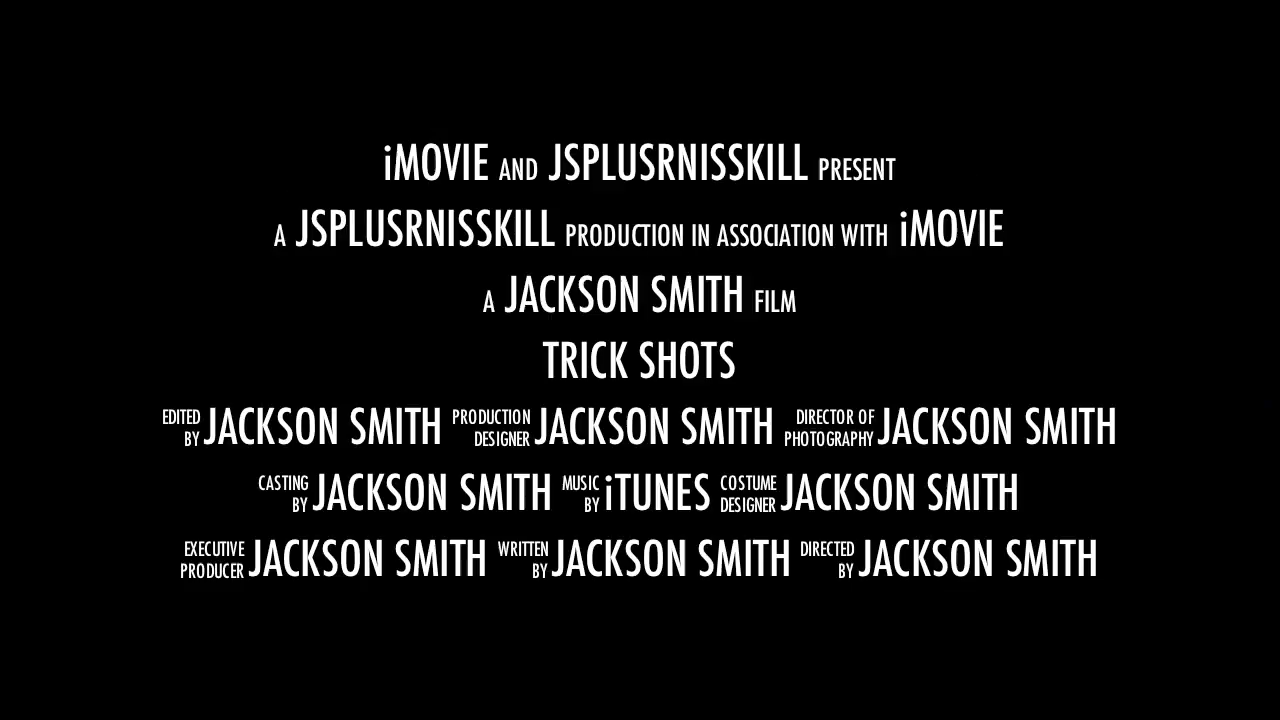 iMOVIE AND JSPLUSRNISSKILL PRESENT
A JSPLUSRNISSKILL PRODUCTION IN ASSOCIATION WITH iMOVIE
A JACKSON SMITH FILM
TRICK SHOTS
EDITED BY JACKSON SMITH PRODUCTION DESIGNER JACKSON SMITH DIRECTOR OF PHOTOGRAPHY JACKSON SMITH
CASTING BY JACKSON SMITH MUSIC BY iTUNES COSTUME DESIGNER JACKSON SMITH
EXECUTIVE PRODUCER JACKSON SMITH WRITTEN BY JACKSON SMITH DIRECTED BY JACKSON SMITH